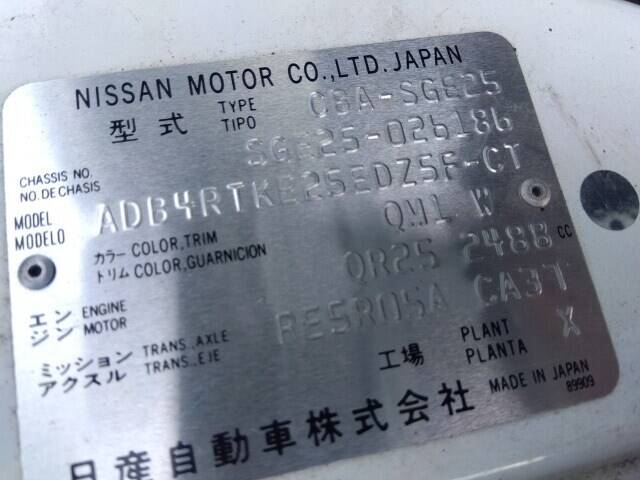 NISSAN MOTOR CO.,LTD. JAPAN
型式 TYPE TIPO CBA-SGE25
CHASSIS NO. NO. DE CHASIS SGE25-026186
MODEL MODELO ADB4RTKE25EDZ5F-CT
カラー COLOR,TRIM トリム COLOR,GUARNICION QM1 W
エンジン ENGINE MOTOR QR25 2488 cc
ミッション アクスル TRANS.,AXLE TRANS.,EJE RE5R05A CA37
工場 PLANT PLANTA X
日産自動車株式会社 MADE IN JAPAN
89909